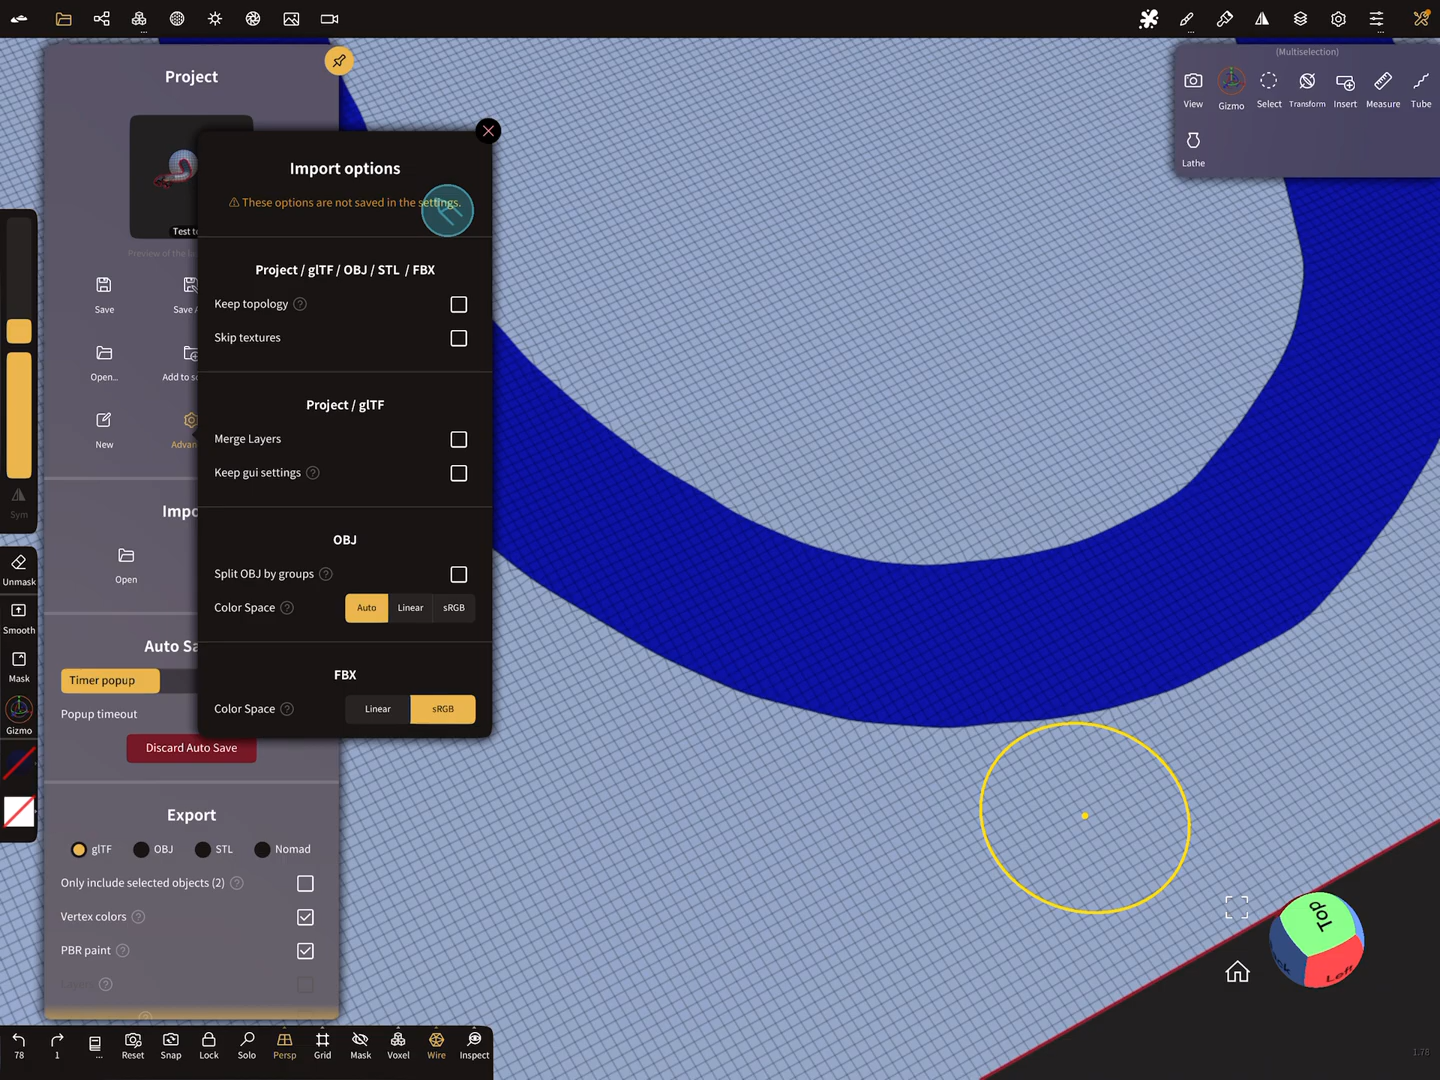 (Multiselection)
View
Gizmo
Select
Transform
Insert
Measure
Tube
Lathe
Project
Test
Preview of the
Save
Save
Open...
Add to
New
Advan
Impo
Open
Auto Sa
Timer popup
Popup timeout
Discard Auto Save
Export
glTF
OBJ
STL
Nomad
Only include selected objects (2)
Vertex colors
PBR paint
Import options
These options are not saved in the settings.
Project / glTF / OBJ / STL / FBX
Keep topology
Skip textures
Project / glTF
Merge Layers
Keep gui settings
OBJ
Split OBJ by groups
Color Space
Auto
Linear
sRGB
FBX
Color Space
Linear
sRGB
Sym
Unmask
Smooth
Mask
Gizmo
Top
Left
78
1
...
Reset
Snap
Lock
Solo
Persp
Grid
Mask
Voxel
Wire
Inspect
1.78